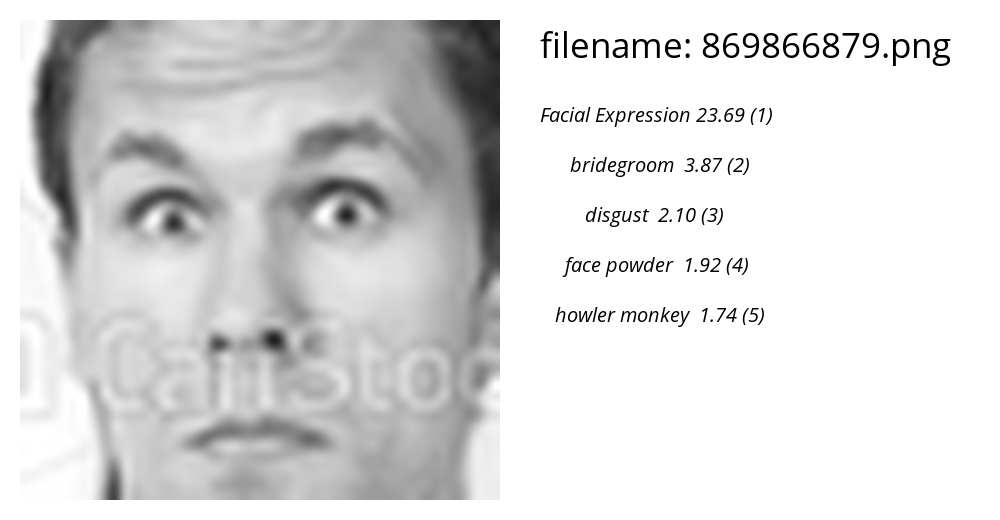 filename: 869866879.png
Facial Expression 23.69 (1)
bridegroom 3.87 (2)
disgust 2.10 (3)
face powder 1.92 (4)
howler monkey 1.74 (5)
CanStoc